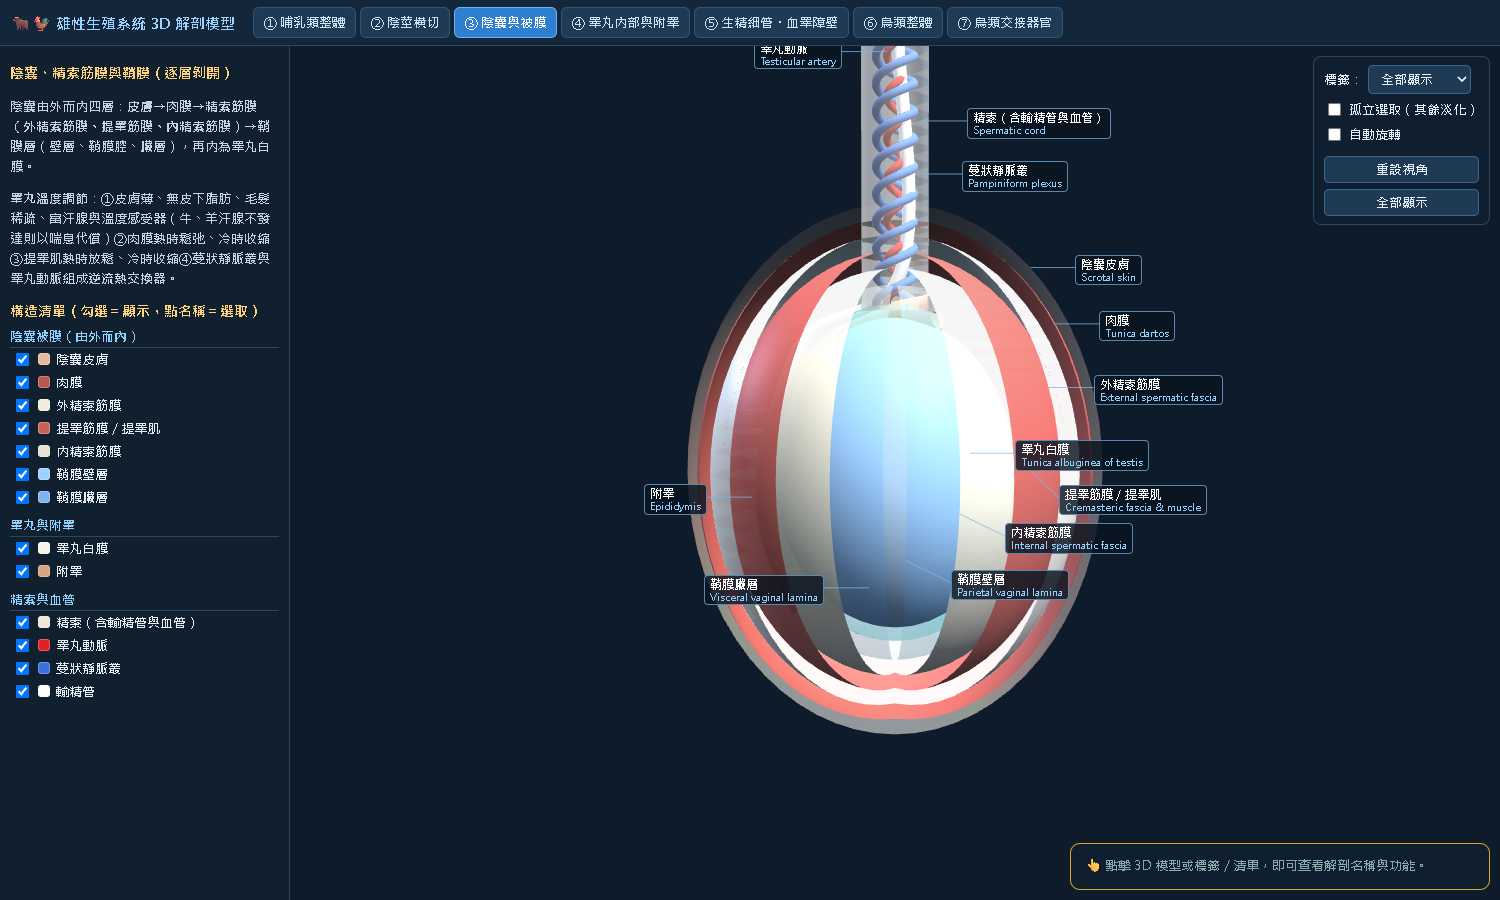 雄性生殖系統 3D 解剖模型
① 哺乳類整體
② 陰莖橫切
③ 陰囊與被膜
④ 睪丸內部與附睪
⑤ 生精細管・血睪障壁
⑥ 鳥類整體
⑦ 鳥類交接器官
陰囊、精索筋膜與鞘膜（逐層剝開）
陰囊由外而內四層：皮膚→肉膜→精索筋膜
（外精索筋膜、提睪筋膜、內精索筋膜）→鞘
膜層（壁層、鞘膜腔、臟層），再內為睪丸白
膜。
睪丸溫度調節：①皮膚薄、無皮下脂肪、毛髮
稀疏、富汗腺與溫度感受器（牛、羊汗腺不發
達則以喘息代償）②肉膜熱時鬆弛、冷時收縮
③提睪肌熱時放鬆、冷時收縮④蔓狀靜脈叢與
睪丸動脈組成逆流熱交換器。
構造清單（勾選＝顯示，點名稱＝選取）
陰囊被膜（由外而內）
陰囊皮膚
肉膜
外精索筋膜
提睪筋膜 / 提睪肌
內精索筋膜
鞘膜壁層
鞘膜臟層
睪丸與附睪
睪丸白膜
附睪
精索與血管
精索（含輸精管與血管）
睪丸動脈
蔓狀靜脈叢
輸精管
睪丸動脈
Testicular artery
精索（含輸精管與血管）
Spermatic cord
蔓狀靜脈叢
Pampiniform plexus
陰囊皮膚
Scrotal skin
肉膜
Tunica dartos
外精索筋膜
External spermatic fascia
睪丸白膜
Tunica albuginea of testis
附睪
Epididymis
提睪筋膜 / 提睪肌
Cremasteric fascia & muscle
內精索筋膜
Internal spermatic fascia
鞘膜臟層
Visceral vaginal lamina
鞘膜壁層
Parietal vaginal lamina
標籤：
全部顯示
孤立選取（其餘淡化）
自動旋轉
重設視角
全部顯示
點擊 3D 模型或標籤 / 清單，即可查看解剖名稱與功能。